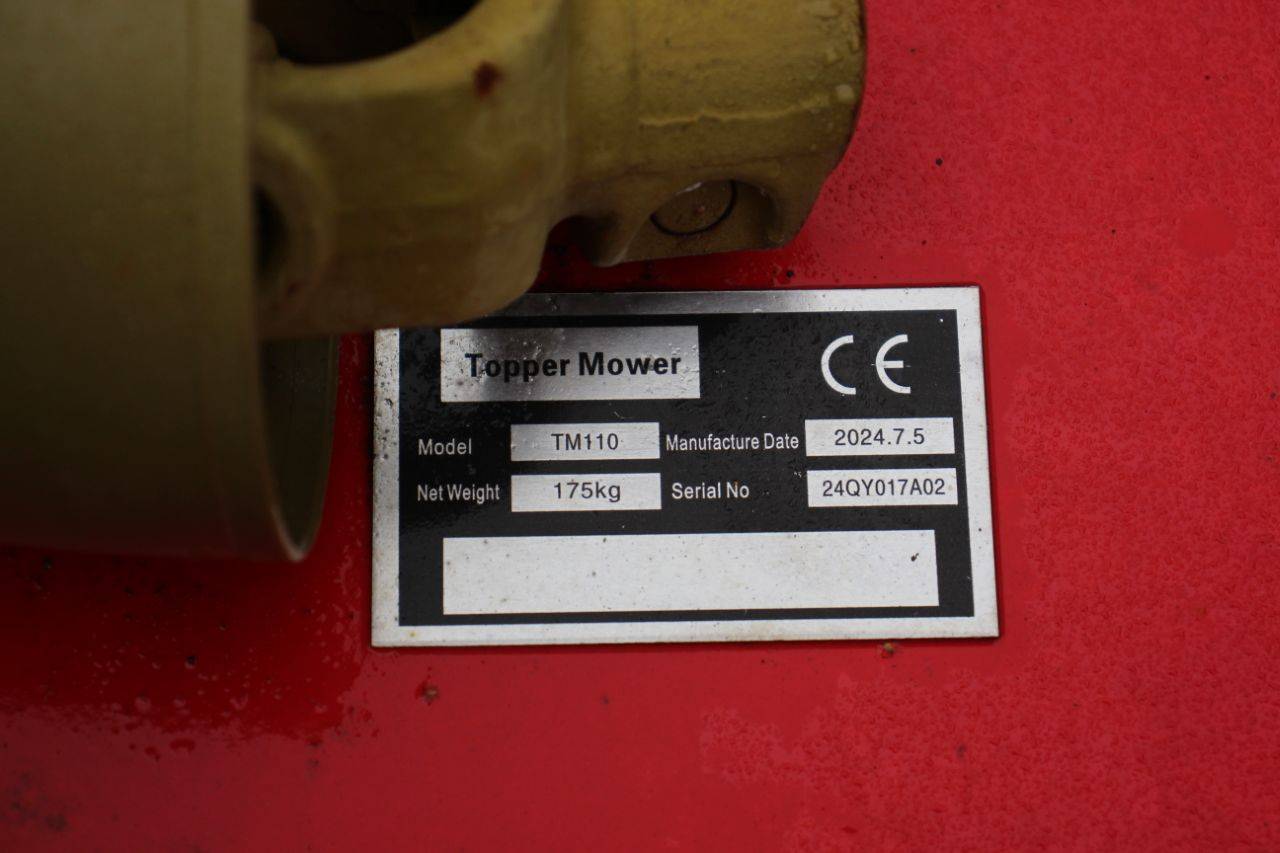 Topper Mower CE
Model TM110 Manufacture Date 2024.7.5
Net Weight 175kg Serial No 24QY017A02